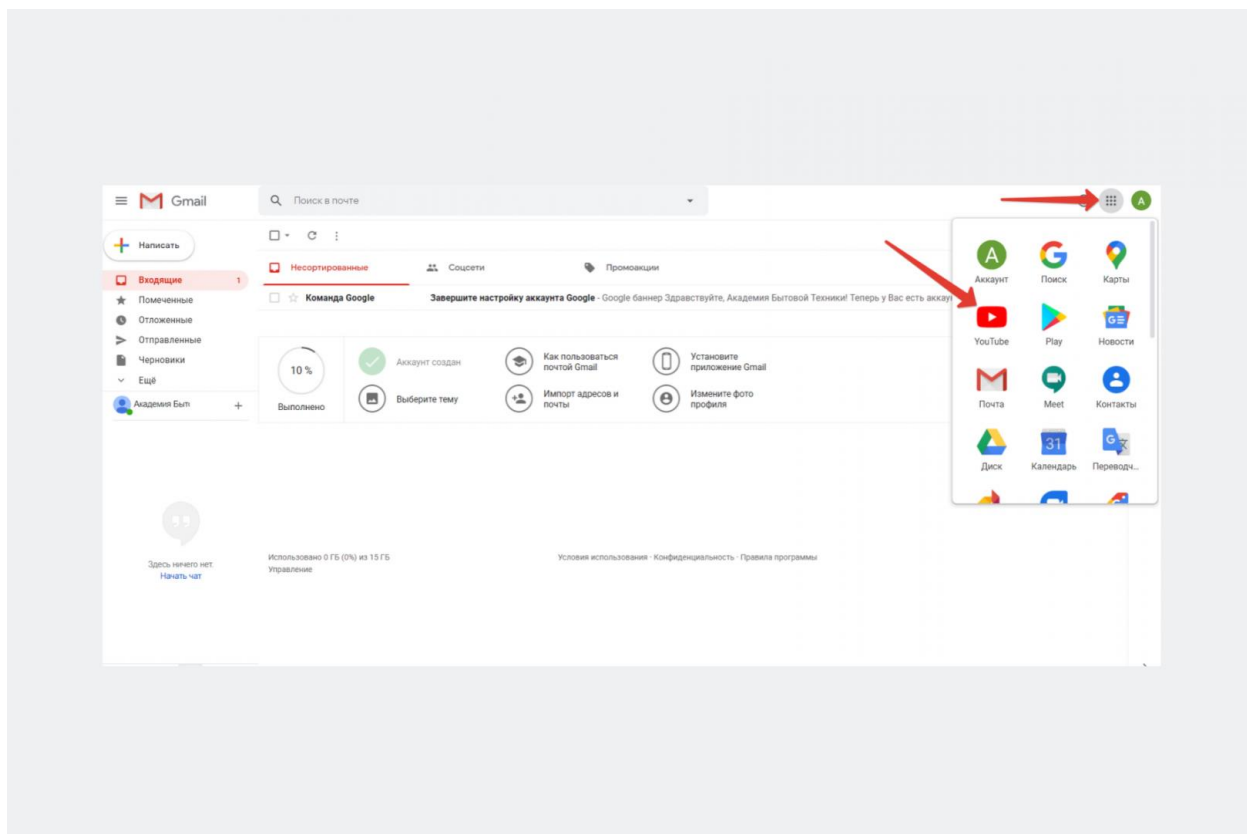 Gmail
Поиск в почте
A
Написать
Входящие 1
Помеченные
Отложенные
Отправленные
Черновики
Ещё
Академия Быт
Здесь ничего нет.
Начать чат
Несортированные
Соцсети
Промоакции
Команда Google
Завершите настройку аккаунта Google - Google баннер Здравствуйте, Академия Бытовой Техники! Теперь у Вас есть аккаун
10 %
Выполнено
Аккаунт создан
Как пользоваться
почтой Gmail
Установите
приложение Gmail
Выберите тему
Импорт адресов и
почты
Измените фото
профиля
Использовано 0 ГБ (0%) из 15 ГБ
Управление
Условия использования · Конфиденциальность · Правила программы
A
Аккаунт
Поиск
Карты
YouTube
Play
GE
Новости
Почта
Meet
Контакты
Диск
31
Календарь
G
Переводч...